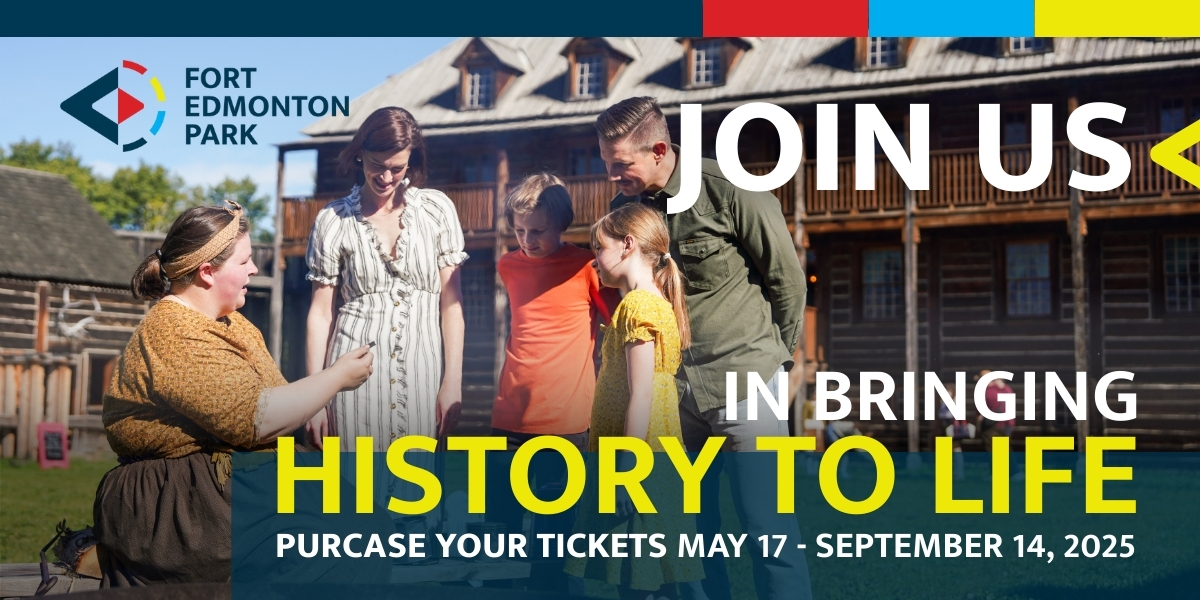 FORT
EDMONTON
PARK
JOIN US
IN BRINGING
HISTORY TO LIFE
PURCASE YOUR TICKETS MAY 17 - SEPTEMBER 14, 2025